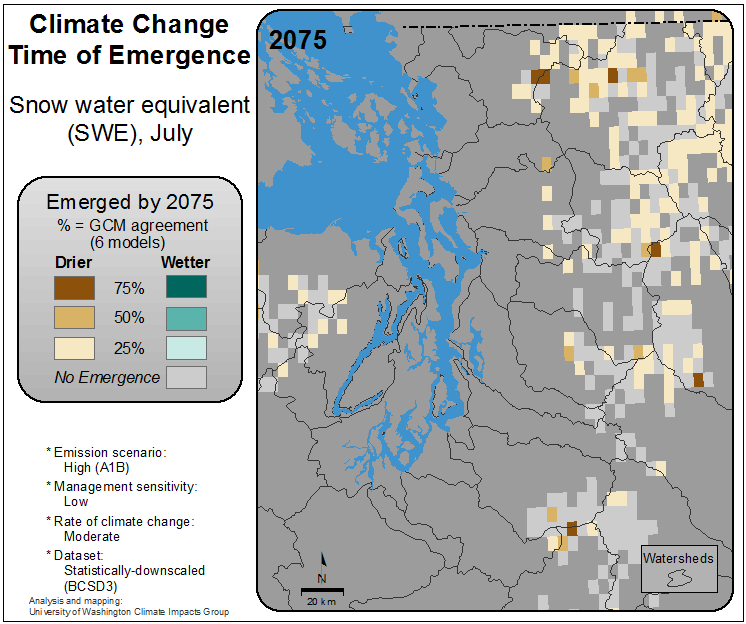 Climate Change
Time of Emergence
Snow water equivalent
(SWE), July
Emerged by 2075
% = GCM agreement
(6 models)
Drier Wetter
75%
50%
25%
No Emergence
* Emission scenario:
High (A1B)
* Management sensitivity:
Low
* Rate of climate change:
Moderate
* Dataset:
Statistically-downscaled
(BCSD3)
Analysis and mapping:
University of Washington Climate Impacts Group
2075
N
20 km
Watersheds